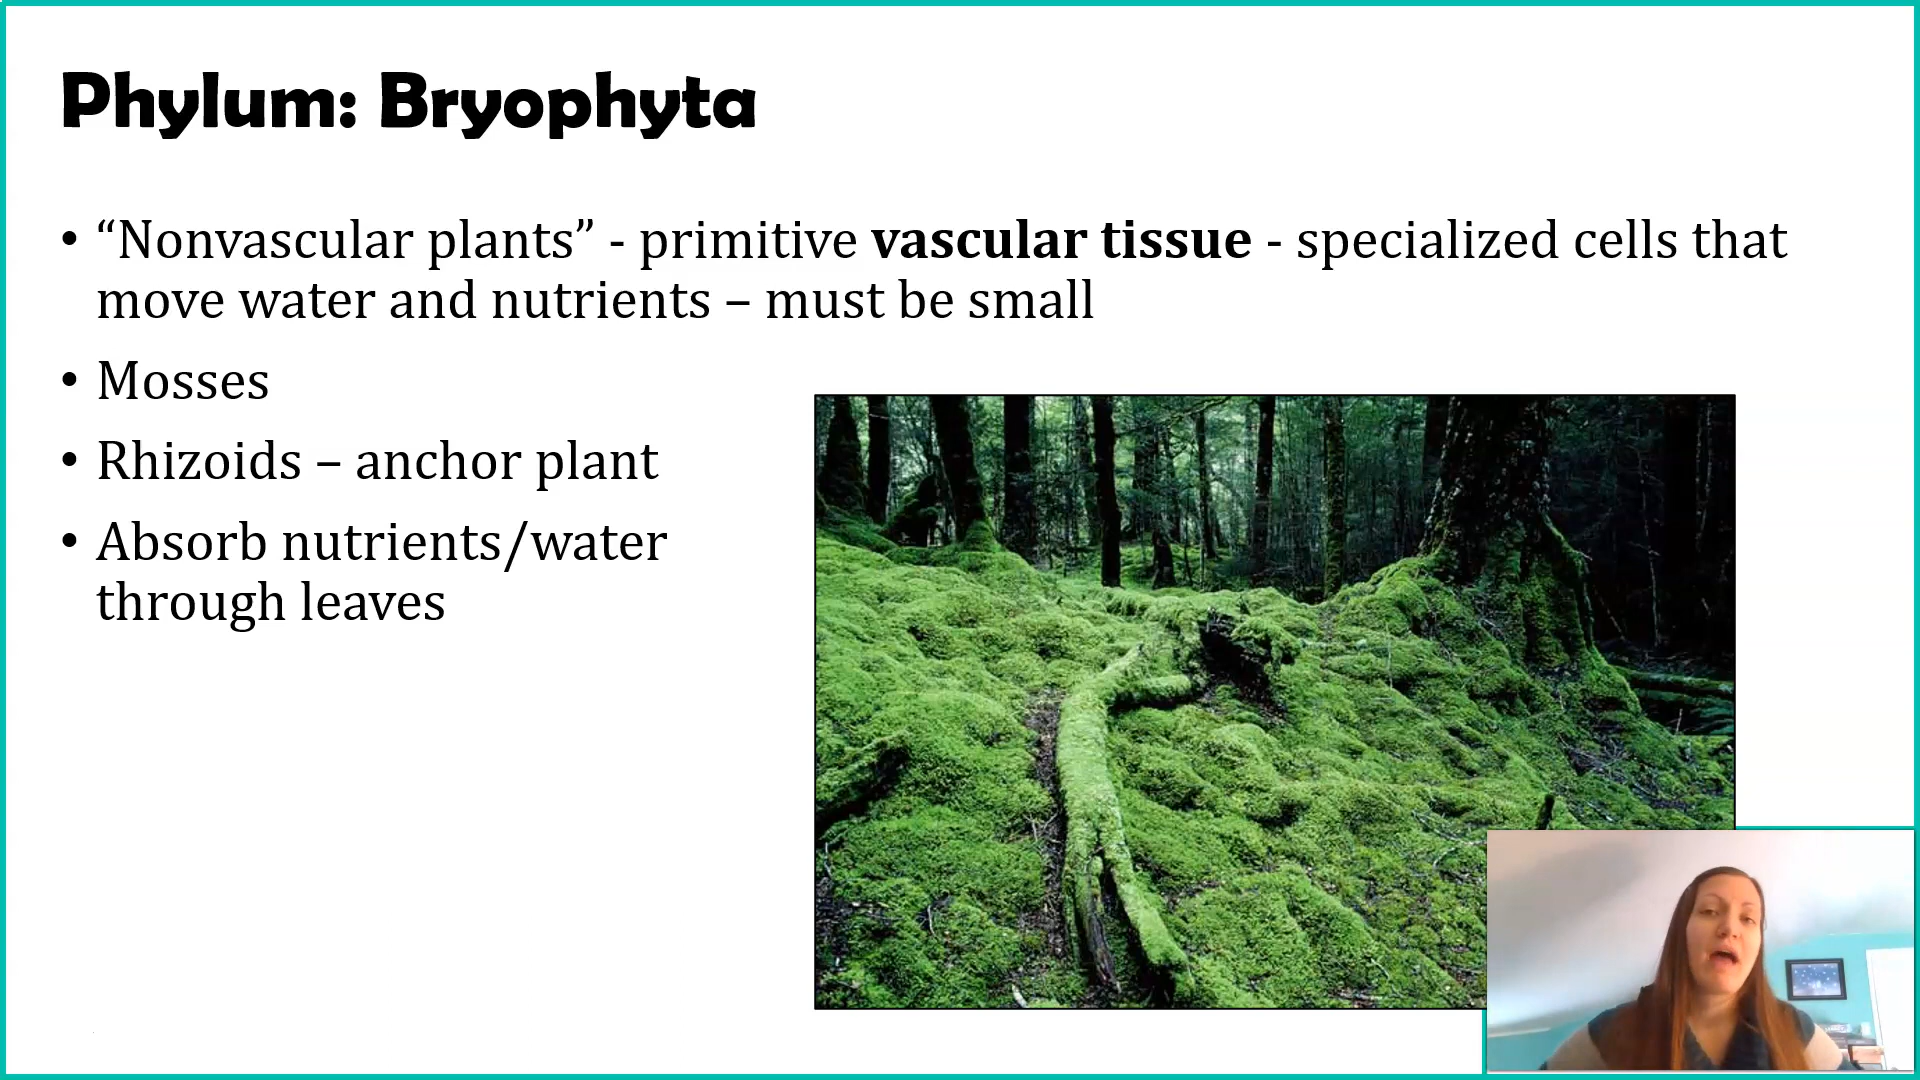 Phylum: Bryophyta
• “Nonvascular plants” - primitive vascular tissue - specialized cells that
move water and nutrients – must be small
• Mosses
• Rhizoids – anchor plant
• Absorb nutrients/water
through leaves